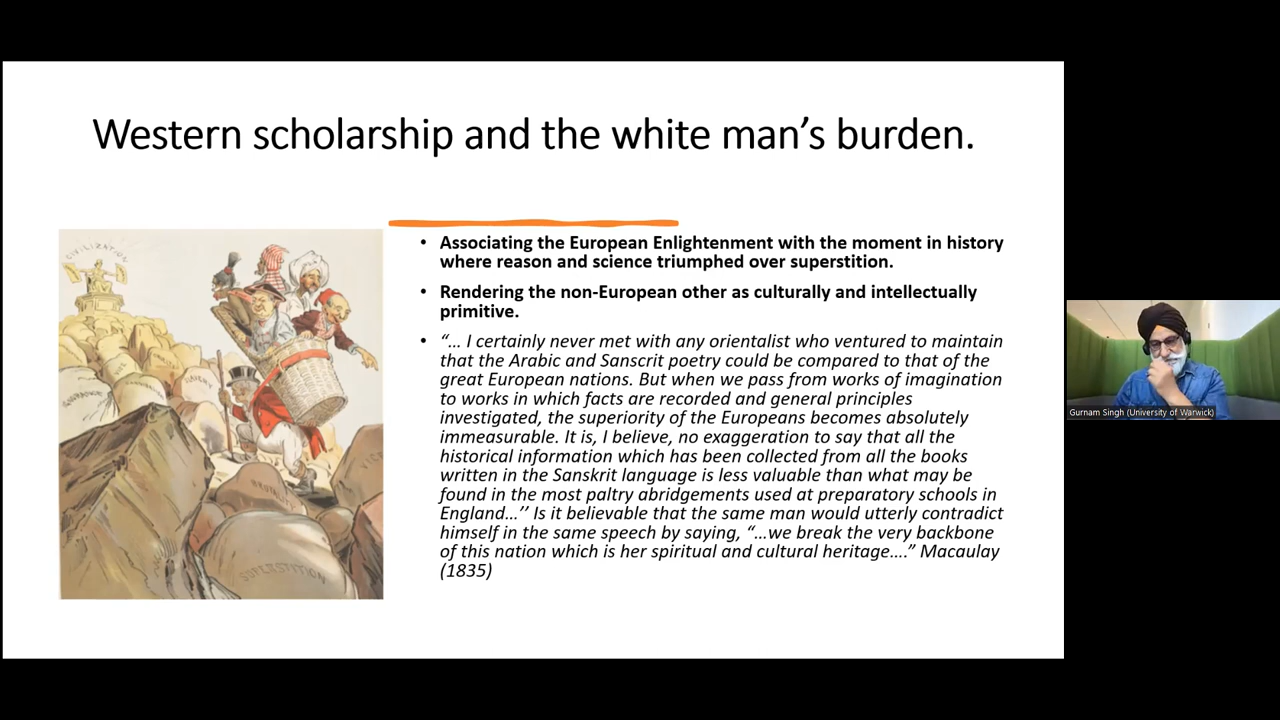 Western scholarship and the white man’s burden.
CIVILIZATION
• Associating the European Enlightenment with the moment in history
where reason and science triumphed over superstition.
• Rendering the non-European other as culturally and intellectually
primitive.
• “… I certainly never met with any orientalist who ventured to maintain
that the Arabic and Sanscrit poetry could be compared to that of the
great European nations. But when we pass from works of imagination
to works in which facts are recorded and general principles
investigated, the superiority of the Europeans becomes absolutely
immeasurable. It is, I believe, no exaggeration to say that all the
historical information which has been collected from all the books
written in the Sanskrit language is less valuable than what may be
found in the most paltry abridgements used at preparatory schools in
England…’’ Is it believable that the same man would utterly contradict
himself in the same speech by saying, “…we break the very backbone
of this nation which is her spiritual and cultural heritage….” Macaulay
(1835)
SUPERSTITION
Gurnam Singh (University of Warwick)